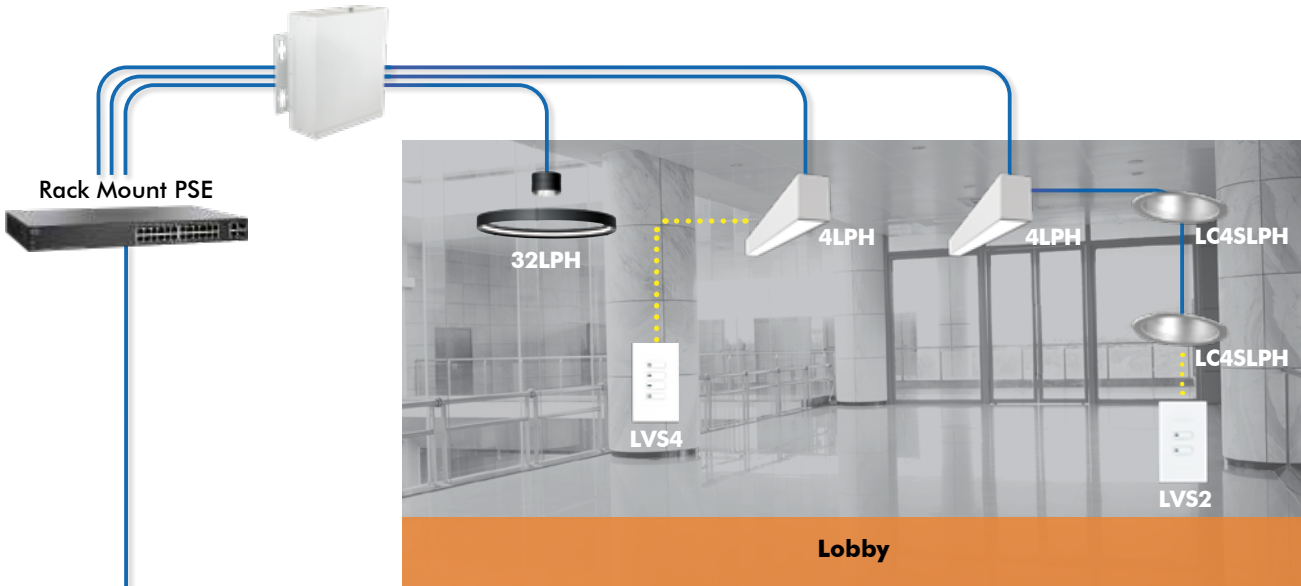 Rack Mount PSE
32LPH
4LPH
4LPH
LC4SLPH
LC4SLPH
LVS4
LVS2
Lobby